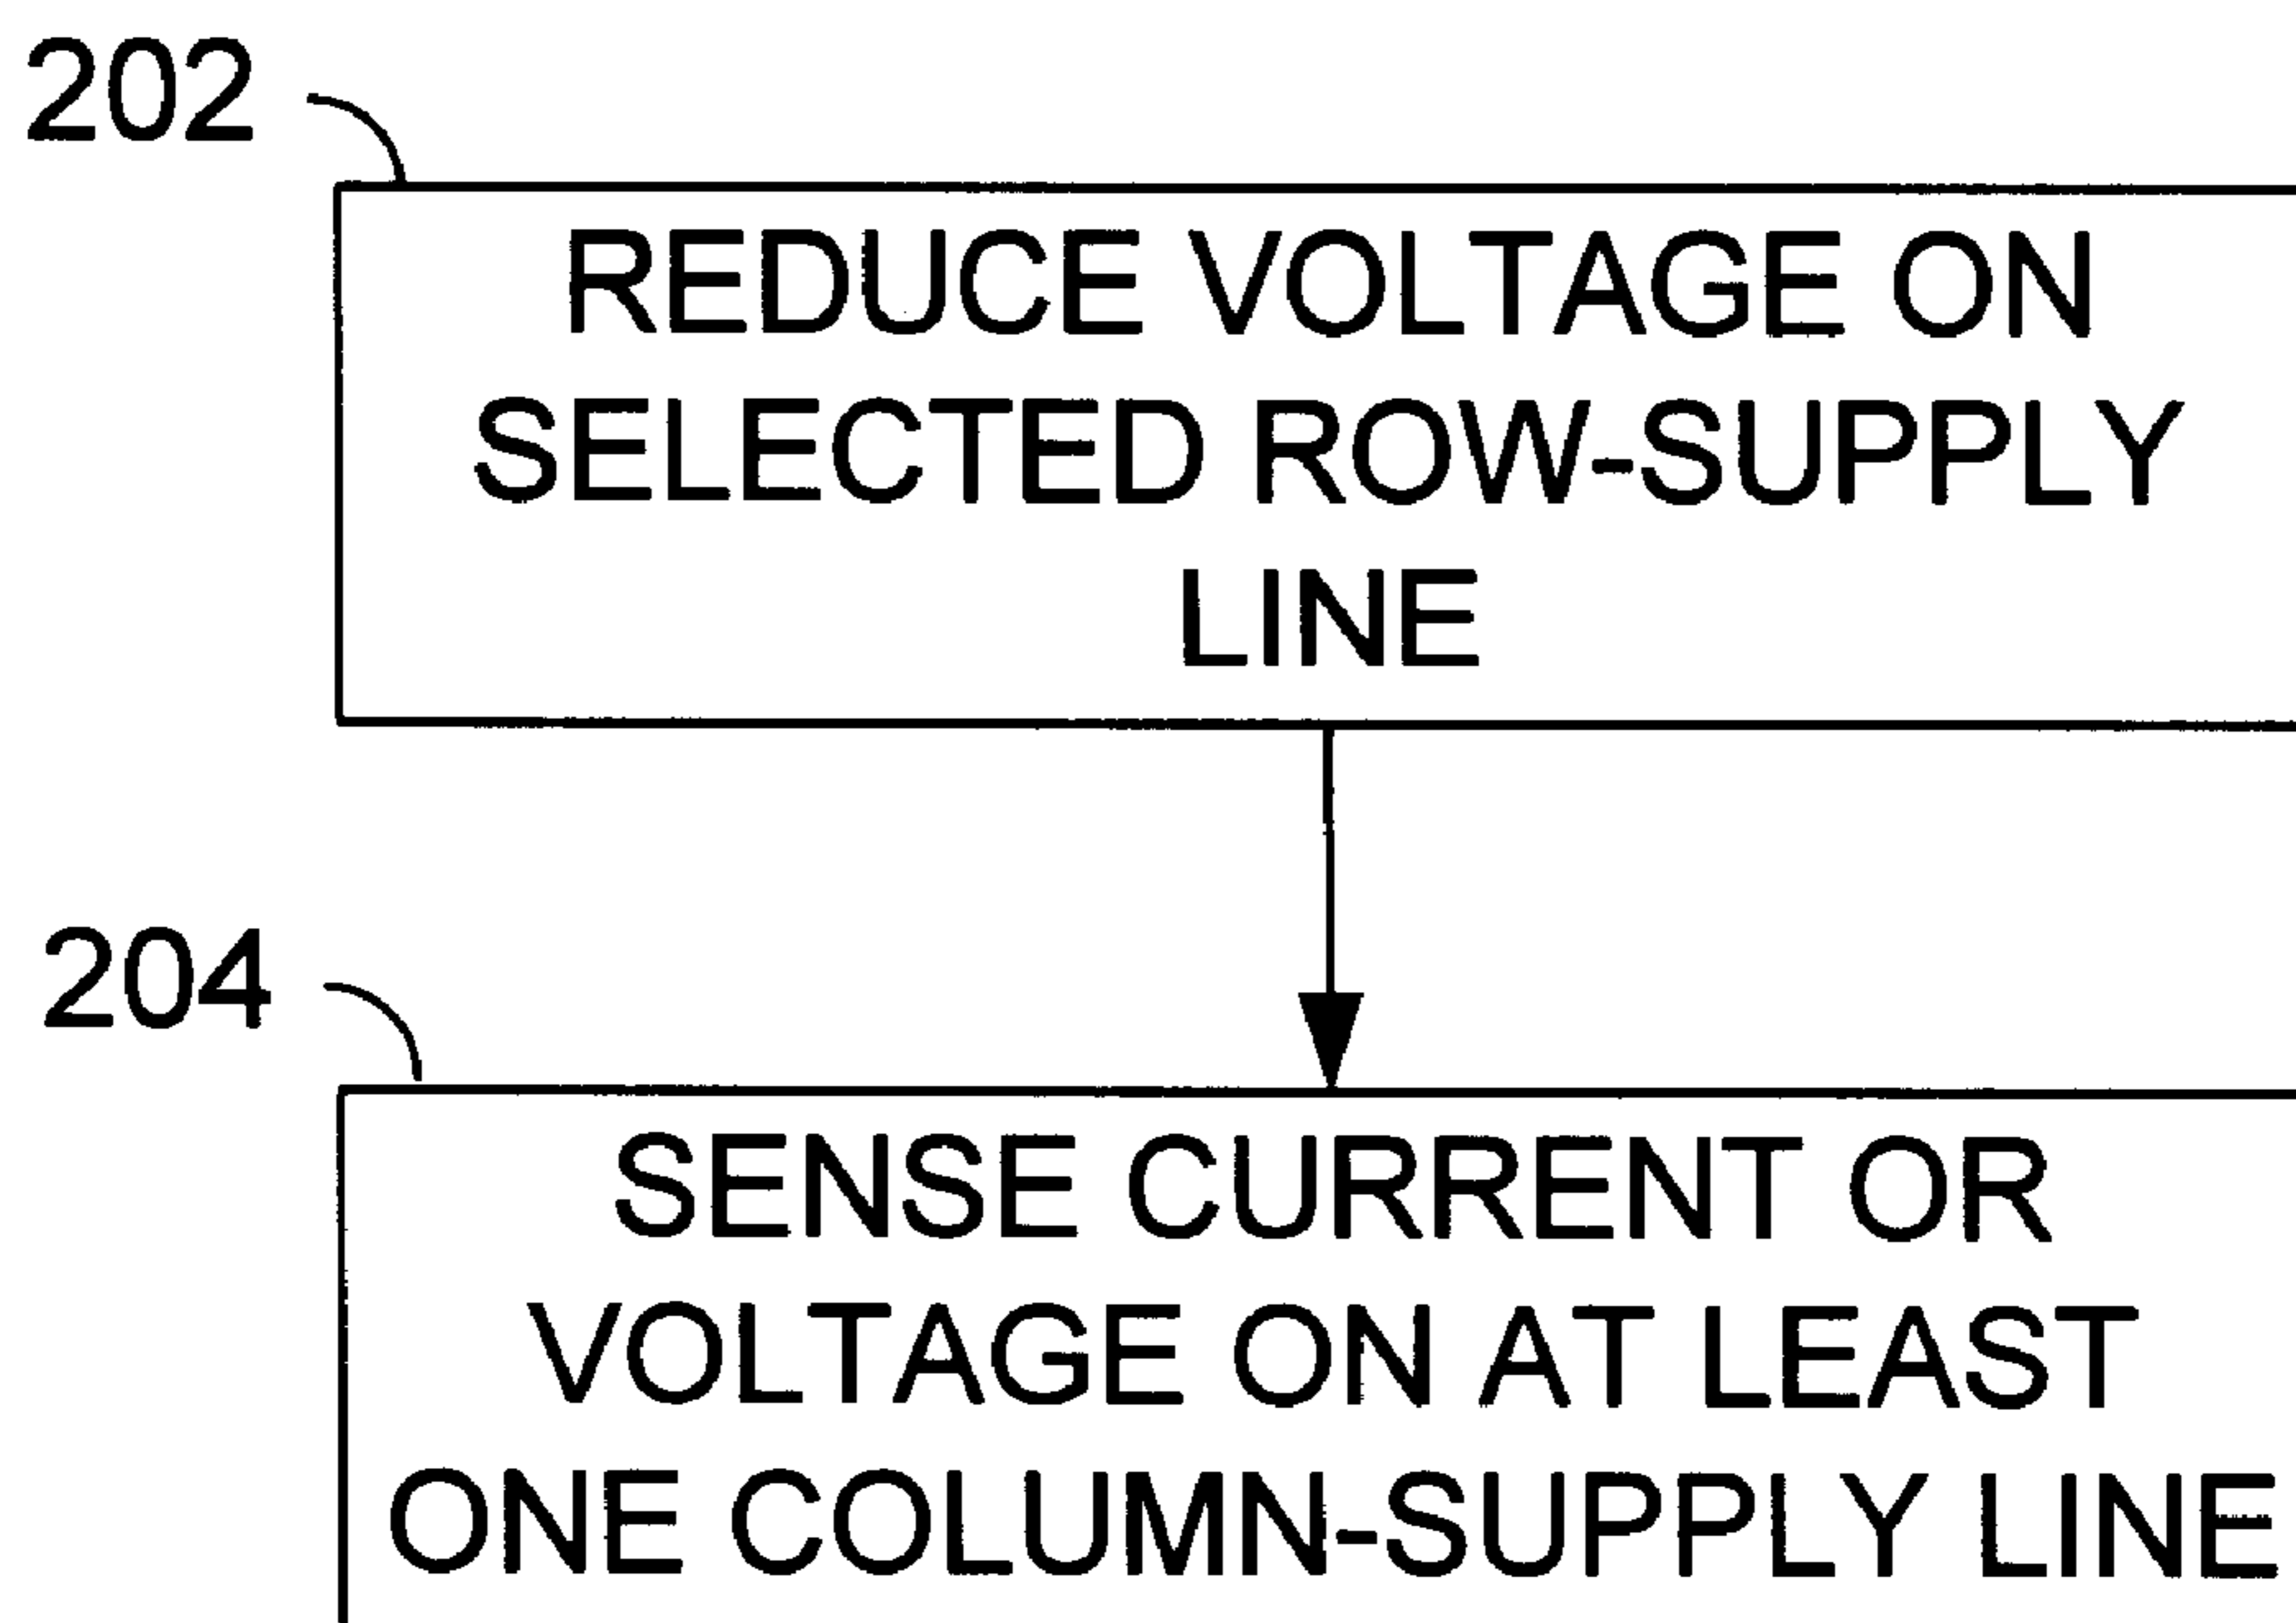 202
REDUCE VOLTAGE ON
SELECTED ROW-SUPPLY
LINE
204
SENSE CURRENT OR
VOLTAGE ON AT LEAST
ONE COLUMN-SUPPLY LINE